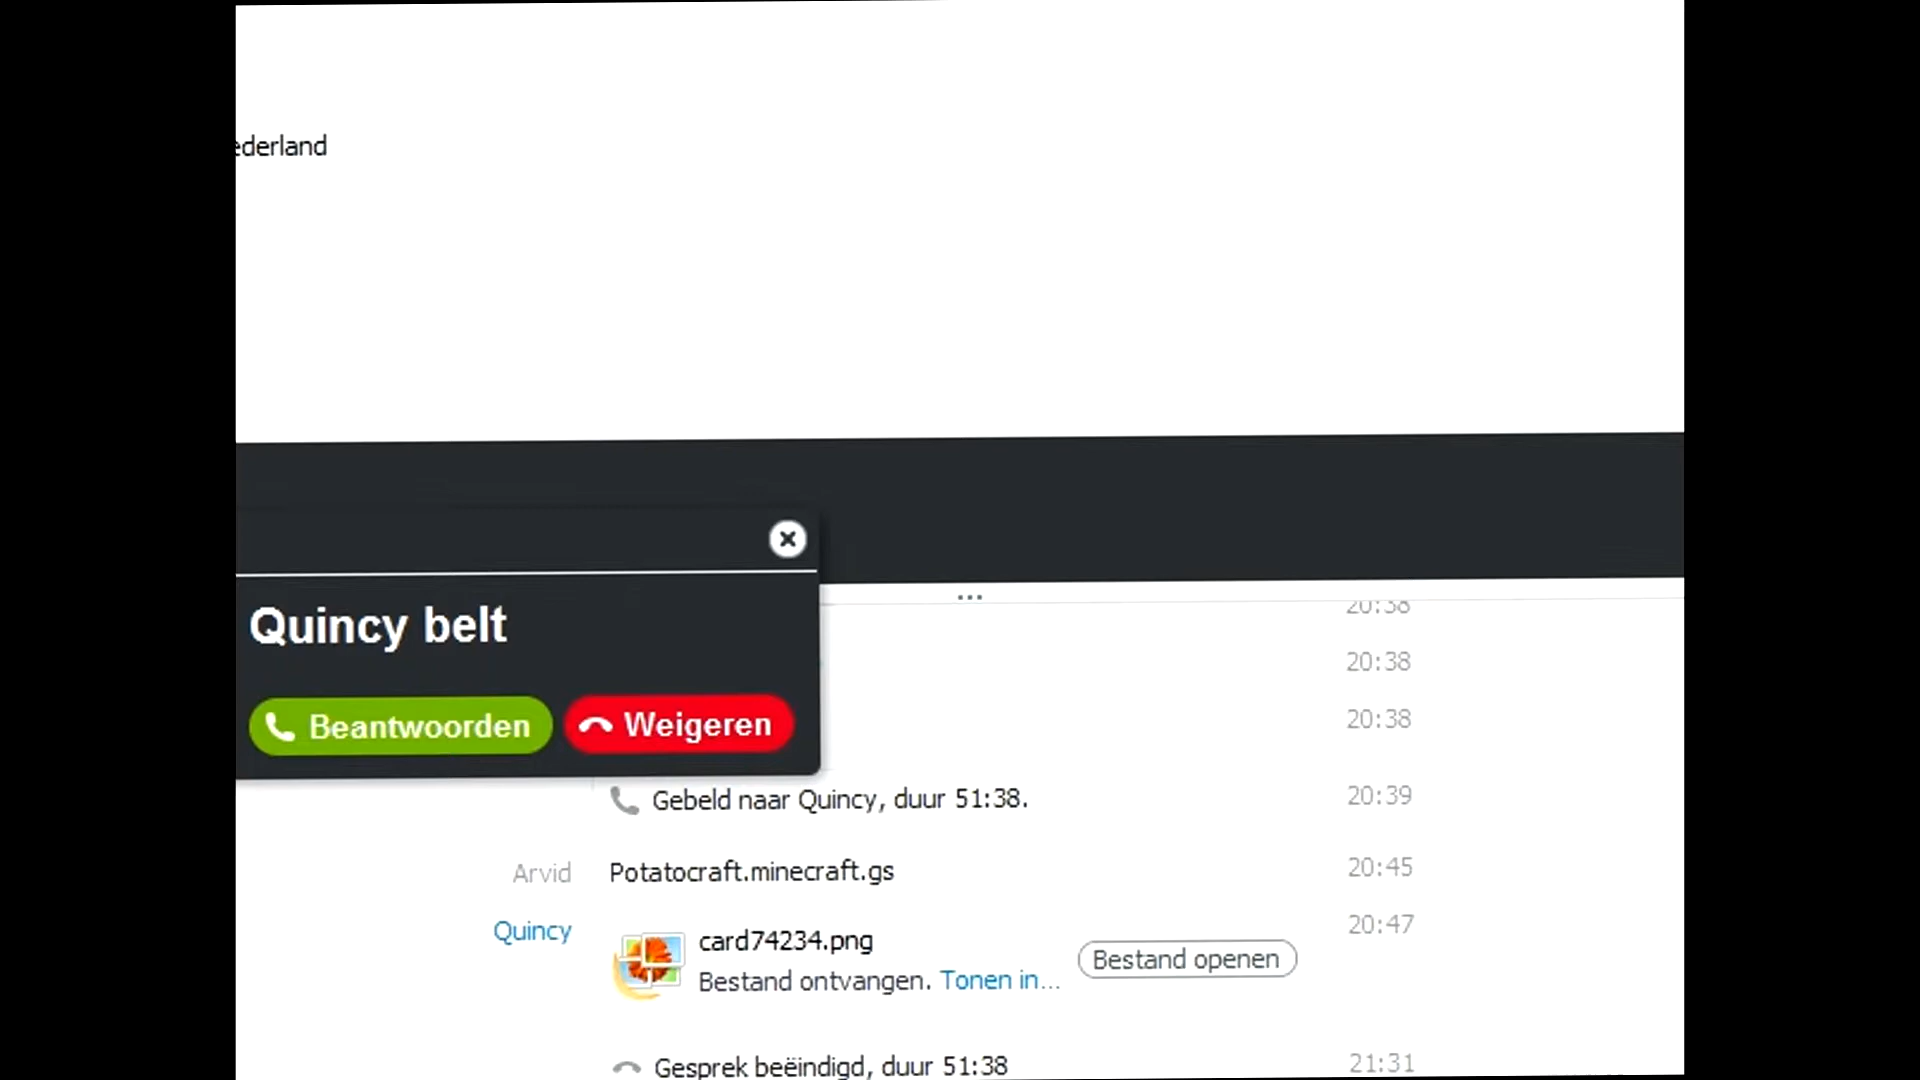 ederland
Quincy belt
Beantwoorden
Weigeren
...
20:38
20:38
20:38
Gebeld naar Quincy, duur 51:38.
20:39
Arvid
Potatocraft.minecraft.gs
20:45
Quincy
card74234.png
Bestand ontvangen. Tonen in...
Bestand openen
20:47
Gesprek beëindigd, duur 51:38
21:31